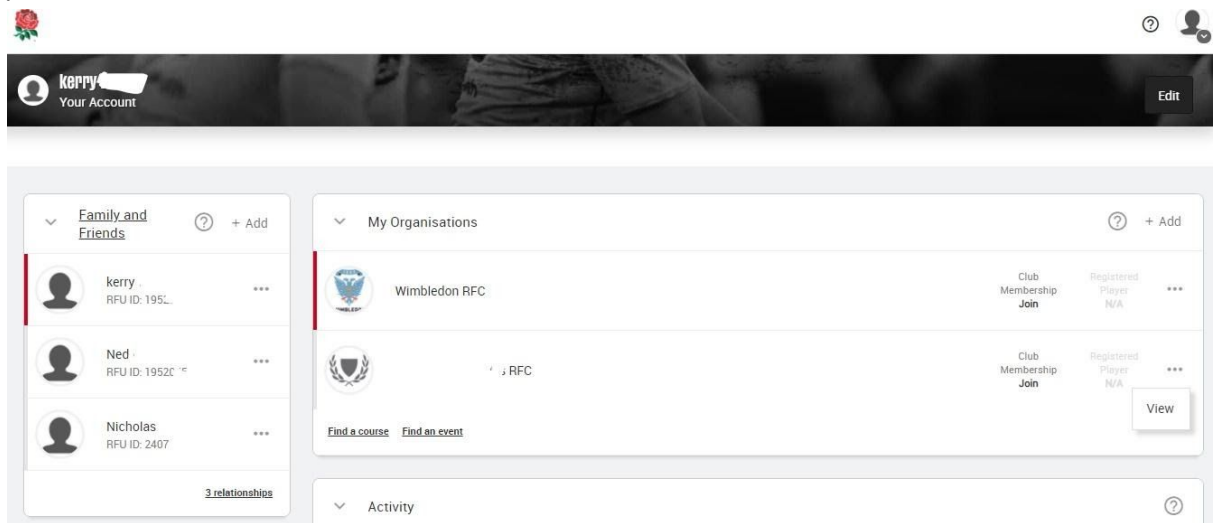 kerry
Your Account
Edit
Family and
Friends
+ Add
kerry
RFU ID: 195
Ned
RFU ID: 1952
Nicholas
RFU ID: 2407
3 relationships
My Organisations
+ Add
WIMBLEDON
Wimbledon RFC
Club
Membership
Join
Registered
Player
N/A
RFC
Club
Membership
Join
Registered
Player
N/A
View
Find a course Find an event
Activity